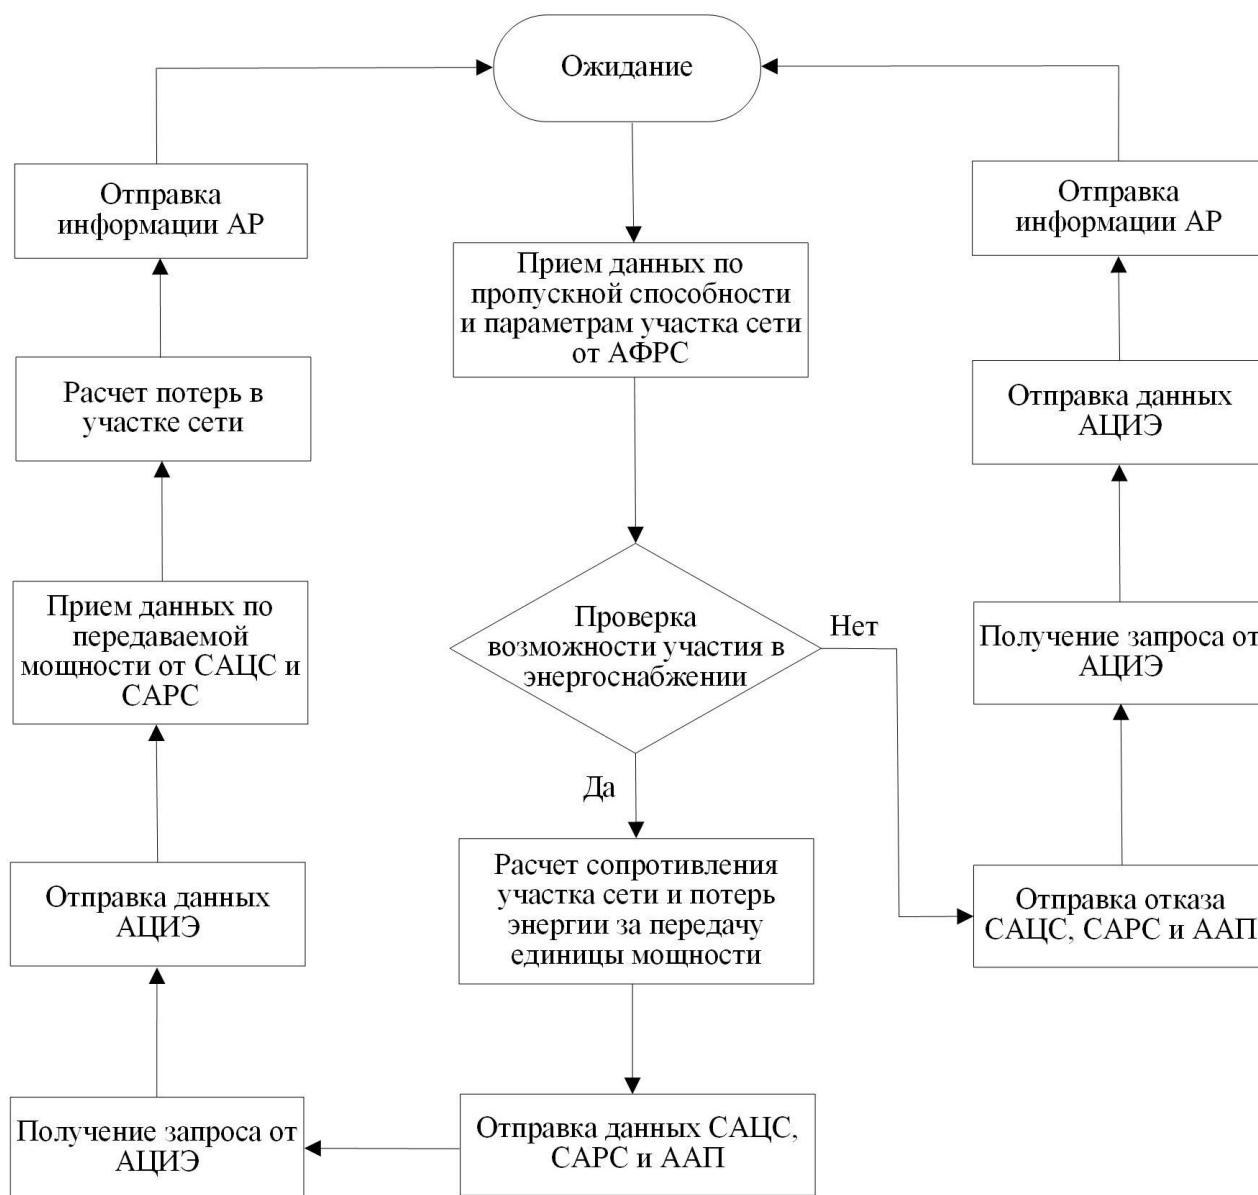 Ожидание
Отправка
информации АР
Отправка
информации АР
Прием данных по
пропускной способности
и параметрам участка сети
от АФРС
Расчет потерь в
участке сети
Отправка данных
АЦИЭ
Прием данных по
передаваемой
мощности от САЦС и
САРС
Проверка
возможности участия в
энергоснабжении
Нет
Получение запроса от
АЦИЭ
Да
Отправка данных
АЦИЭ
Расчет сопротивления
участка сети и потерь
энергии за передачу
единицы мощности
Отправка отказа
САЦС, САРС и ААП
Получение запроса от
АЦИЭ
Отправка данных САЦС,
САРС и ААП